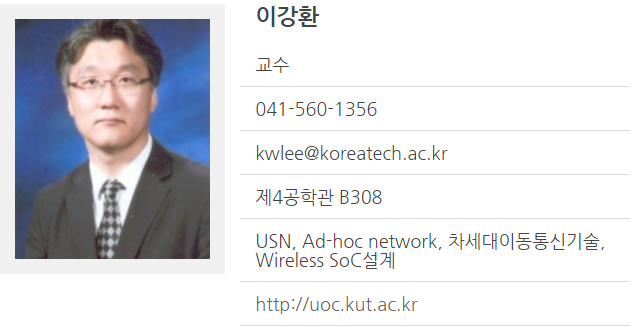 이강환
교수
041-560-1356
kwlee@koreatech.ac.kr
제4공학관 B308
USN, Ad-hoc network, 차세대이동통신기술,
Wireless SoC설계
http://uoc.kut.ac.kr